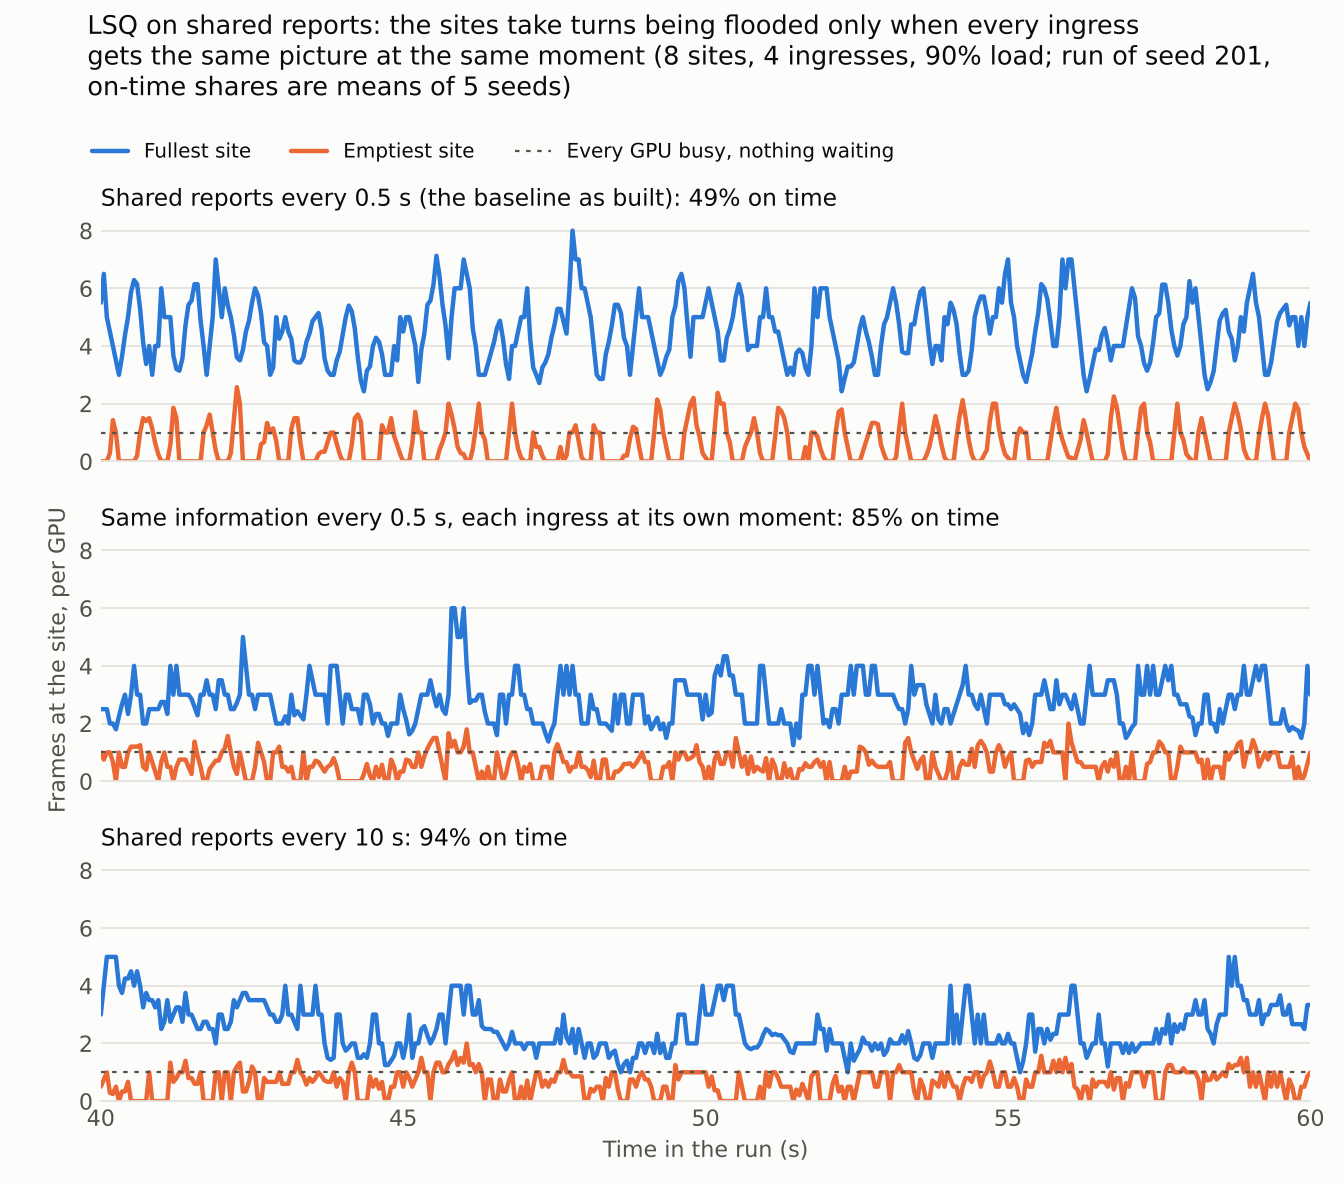 LSQ on shared reports: the sites take turns being flooded only when every ingress
gets the same picture at the same moment (8 sites, 4 ingresses, 90% load; run of seed 201,
on-time shares are means of 5 seeds)
Fullest site
Emptiest site
Every GPU busy, nothing waiting
Shared reports every 0.5 s (the baseline as built): 49% on time
8
6
4
2
0
Same information every 0.5 s, each ingress at its own moment: 85% on time
8
6
4
2
0
Frames at the site, per GPU
Shared reports every 10 s: 94% on time
8
6
4
2
0
40 45 50 55 60
Time in the run (s)